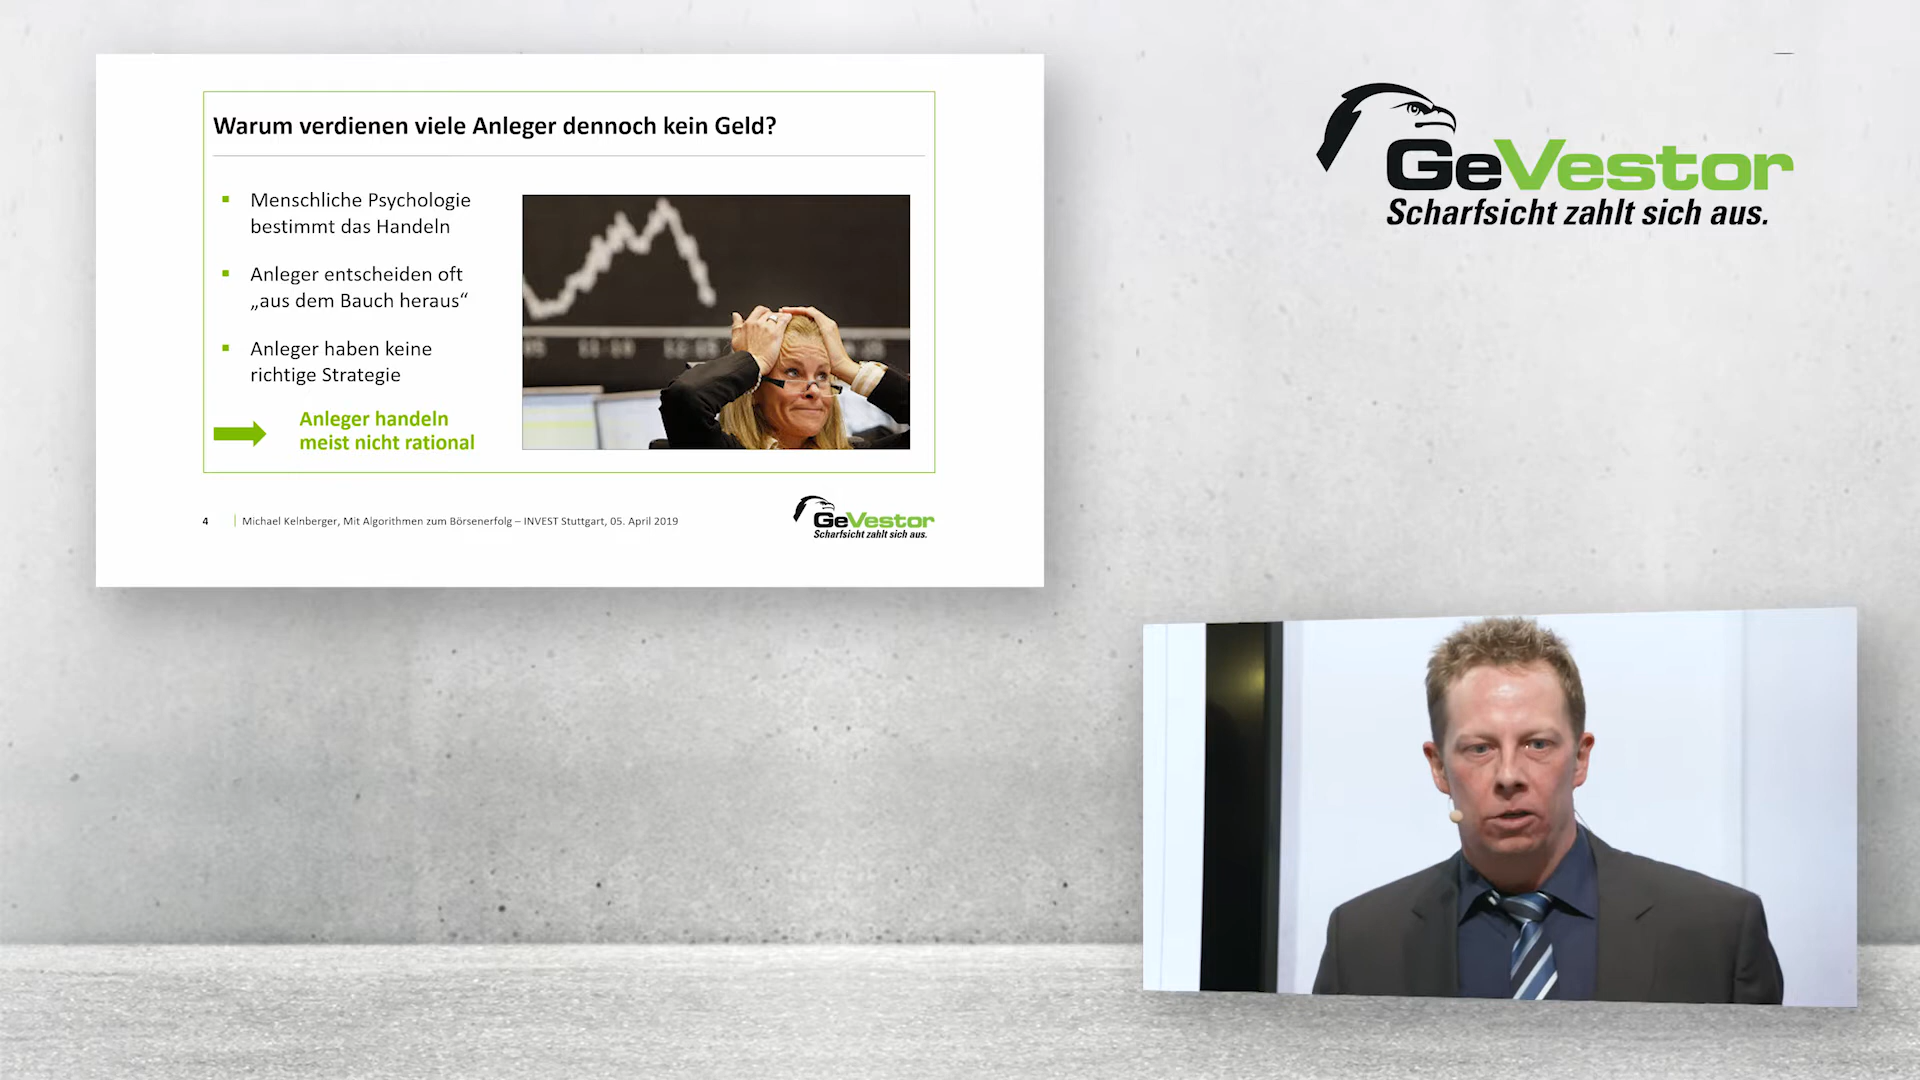 Warum verdienen viele Anleger dennoch kein Geld?
Menschliche Psychologie
bestimmt das Handeln
Anleger entscheiden oft
„aus dem Bauch heraus“
Anleger haben keine
richtige Strategie
Anleger handeln
meist nicht rational
4
Michael Kelnberger, Mit Algorithmen zum Börsenerfolg – INVEST Stuttgart, 05. April 2019
GeVestor
Scharfsicht zahlt sich aus.
GeVestor
Scharfsicht zahlt sich aus.